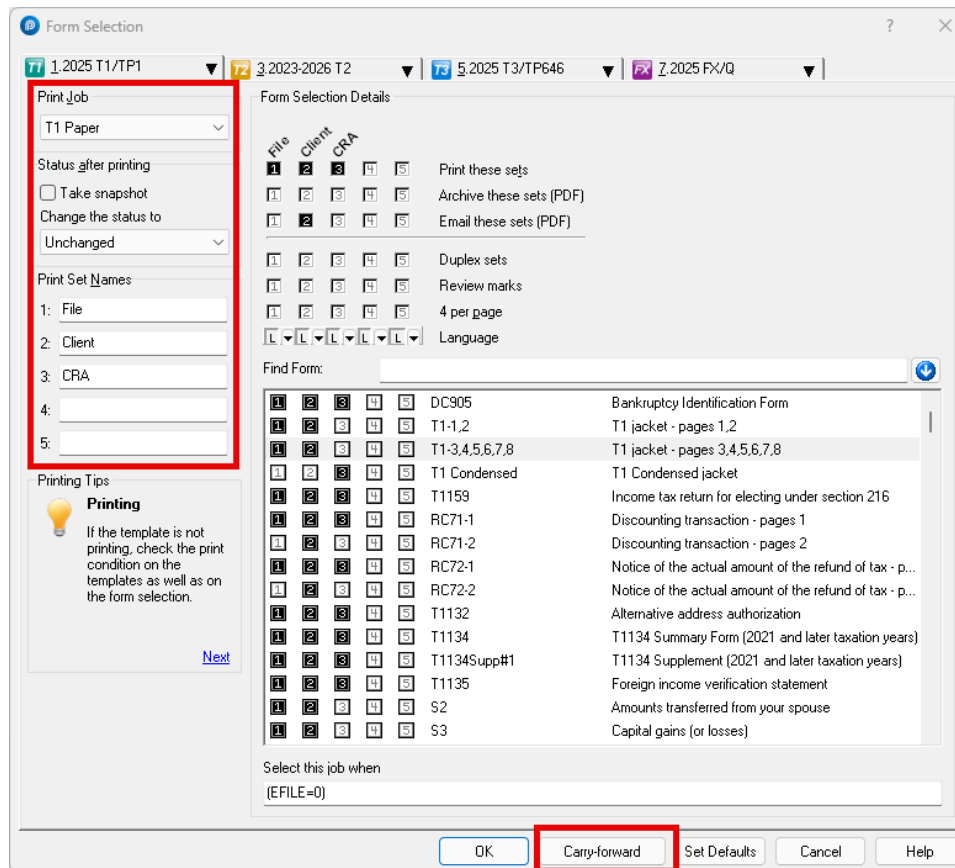 Form Selection
?
T1 1.2025 T1/TP1
T2 3.2023-2026 T2
T3 5.2025 T3/TP646
FX 7.2025 FX/Q
Print Job
T1 Paper
Status after printing
Take snapshot
Change the status to
Unchanged
Print Set Names
1: File
2: Client
3: CRA
4:
5:
Printing Tips
Printing
If the template is not
printing, check the print
condition on the
templates as well as on
the form selection.
Next
Form Selection Details
File Client CRA
1 2 3 4 5 Print these sets
1 2 3 4 5 Archive these sets (PDF)
1 2 3 4 5 Email these sets (PDF)
1 2 3 4 5 Duplex sets
1 2 3 4 5 Review marks
1 2 3 4 5 4 per page
L L L L L Language
Find Form:
1 2 3 4 5 DC905 Bankruptcy Identification Form
1 2 3 4 5 T1-1,2 T1 jacket - pages 1,2
1 2 3 4 5 T1-3,4,5,6,7,8 T1 jacket - pages 3,4,5,6,7,8
1 2 3 4 5 T1 Condensed T1 Condensed jacket
1 2 3 4 5 T1159 Income tax return for electing under section 216
1 2 3 4 5 RC71-1 Discounting transaction - pages 1
1 2 3 4 5 RC71-2 Discounting transaction - pages 2
1 2 3 4 5 RC72-1 Notice of the actual amount of the refund of tax - p...
1 2 3 4 5 RC72-2 Notice of the actual amount of the refund of tax - p...
1 2 3 4 5 T1132 Alternative address authorization
1 2 3 4 5 T1134 T1134 Summary Form (2021 and later taxation years)
1 2 3 4 5 T1134Supp#1 T1134 Supplement (2021 and later taxation years)
1 2 3 4 5 T1135 Foreign income verification statement
1 2 3 4 5 S2 Amounts transferred from your spouse
1 2 3 4 5 S3 Capital gains (or losses)
Select this job when
(EFILE=0)
OK
Carry-forward
Set Defaults
Cancel
Help